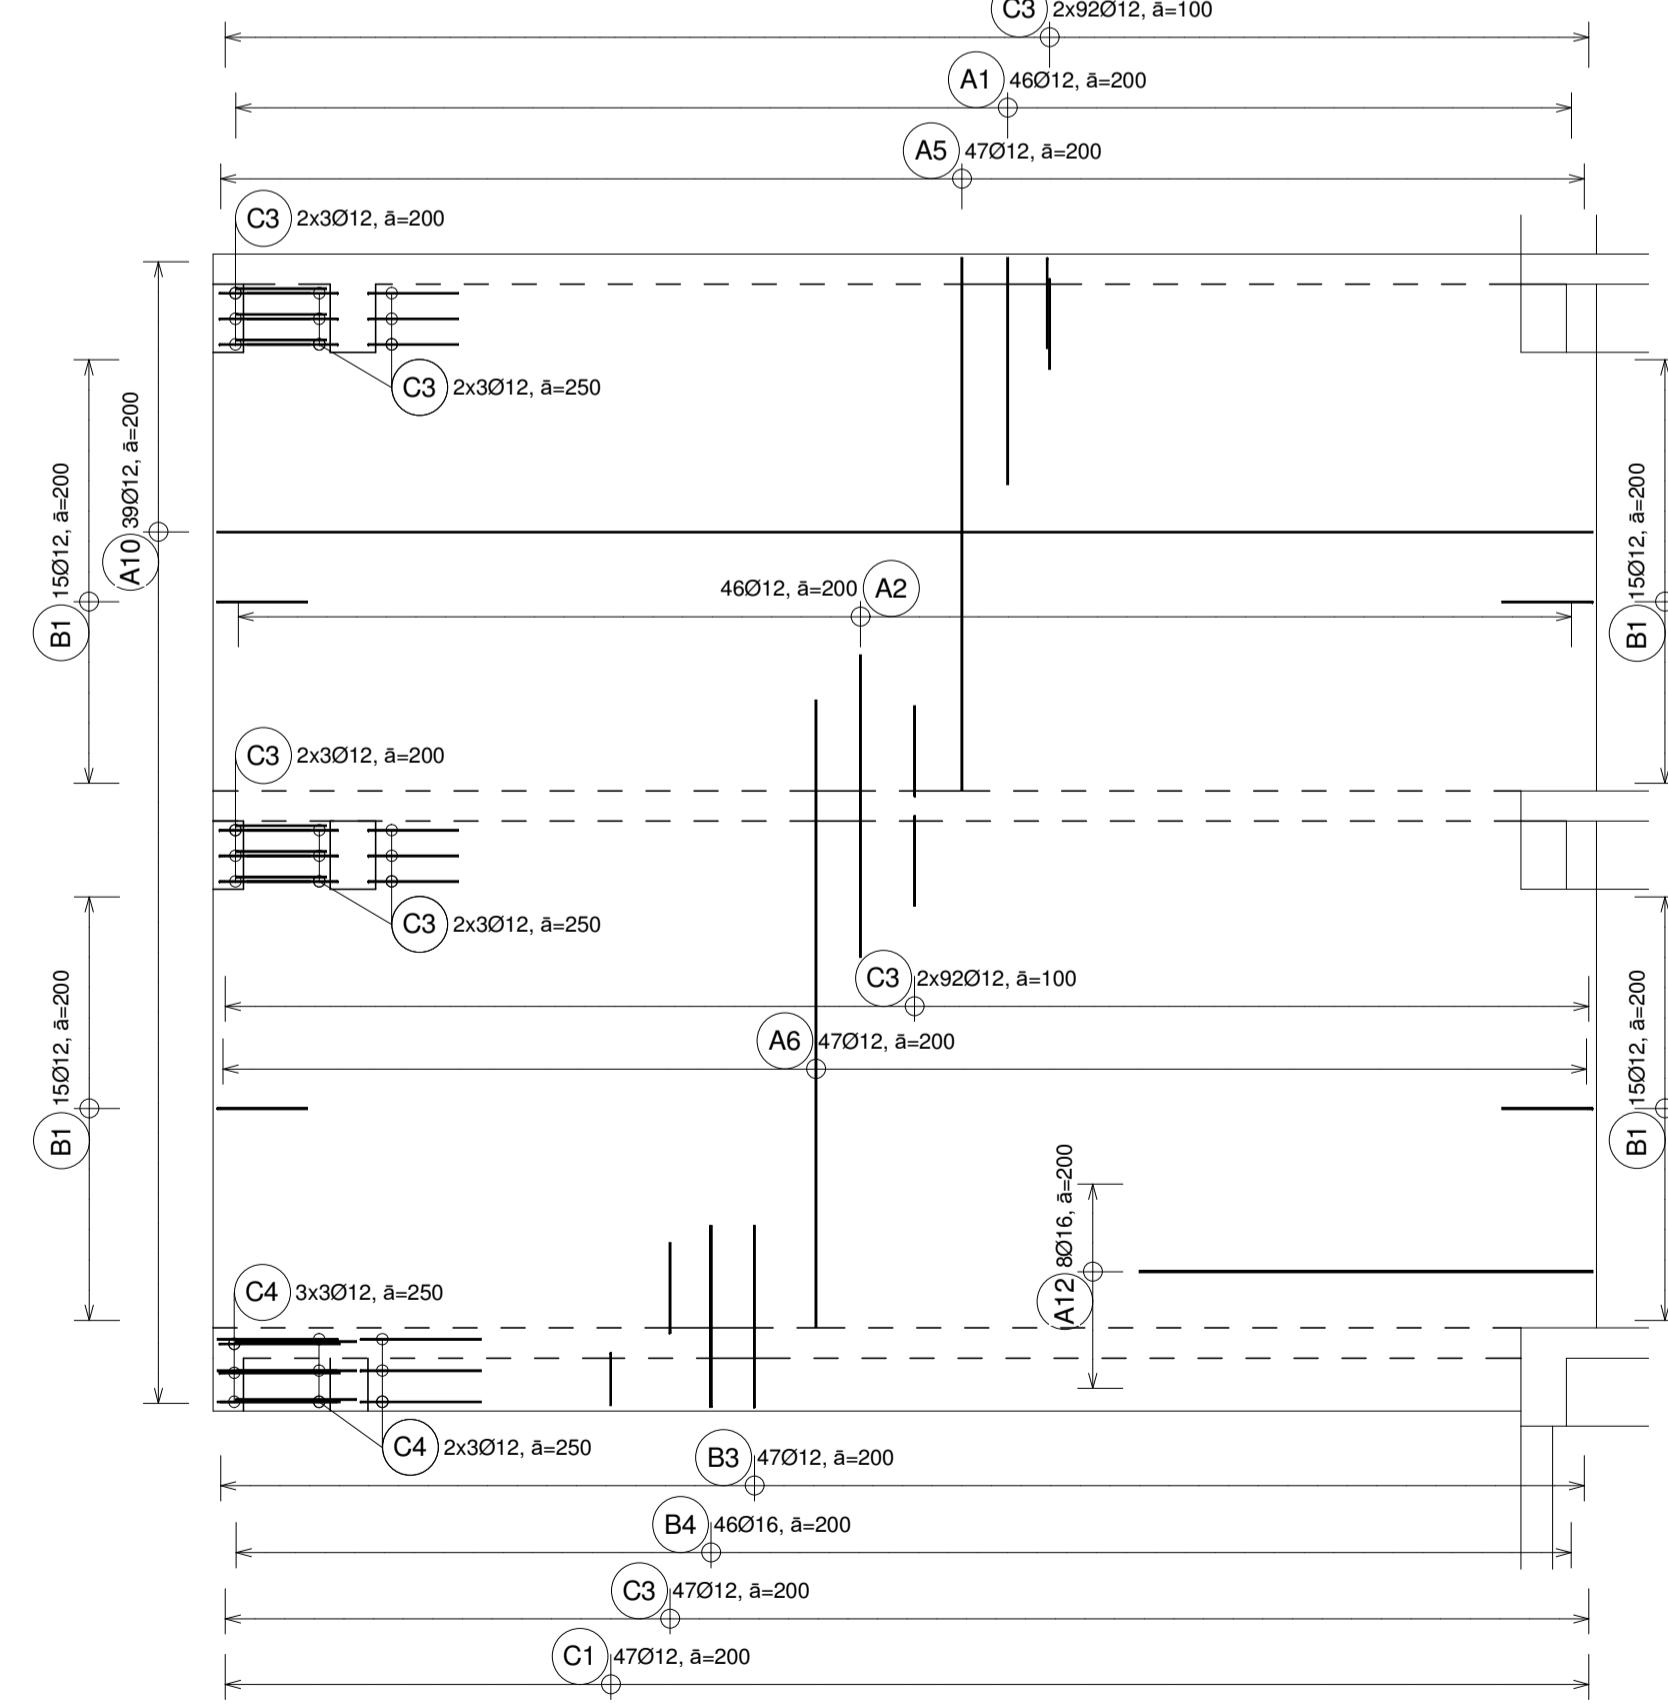 C3 2x92Ø12, ā=100
A1 46Ø12, ā=200
A5 47Ø12, ā=200
C3 2x3Ø12, ā=200
C3 2x3Ø12, ā=250
A10 39Ø12, ā=200
B1 15Ø12, ā=200
B1 15Ø12, ā=200
46Ø12, ā=200 A2
C3 2x3Ø12, ā=200
C3 2x3Ø12, ā=250
C3 2x92Ø12, ā=100
A6 47Ø12, ā=200
B1 15Ø12, ā=200
B1 15Ø12, ā=200
A12 8Ø16, ā=200
C4 3x3Ø12, ā=250
C4 2x3Ø12, ā=250
B3 47Ø12, ā=200
B4 46Ø16, ā=200
C3 47Ø12, ā=200
C1 47Ø12, ā=200